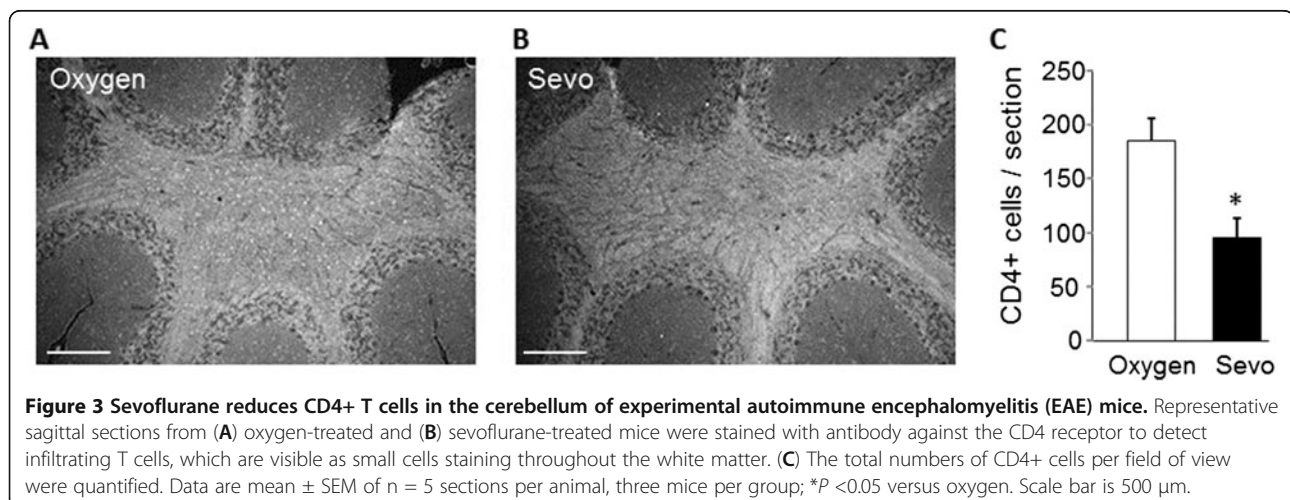 A
B
C
Oxygen
Sevo
250
200
150
100
50
0
CD4+ cells / section
*
Oxygen Sevo
Figure 3 Sevoflurane reduces CD4+ T cells in the cerebellum of experimental autoimmune encephalomyelitis (EAE) mice. Representative
sagittal sections from (A) oxygen-treated and (B) sevoflurane-treated mice were stained with antibody against the CD4 receptor to detect
infiltrating T cells, which are visible as small cells staining throughout the white matter. (C) The total numbers of CD4+ cells per field of view
were quantified. Data are mean ± SEM of n = 5 sections per animal, three mice per group; *P <0.05 versus oxygen. Scale bar is 500 μm.